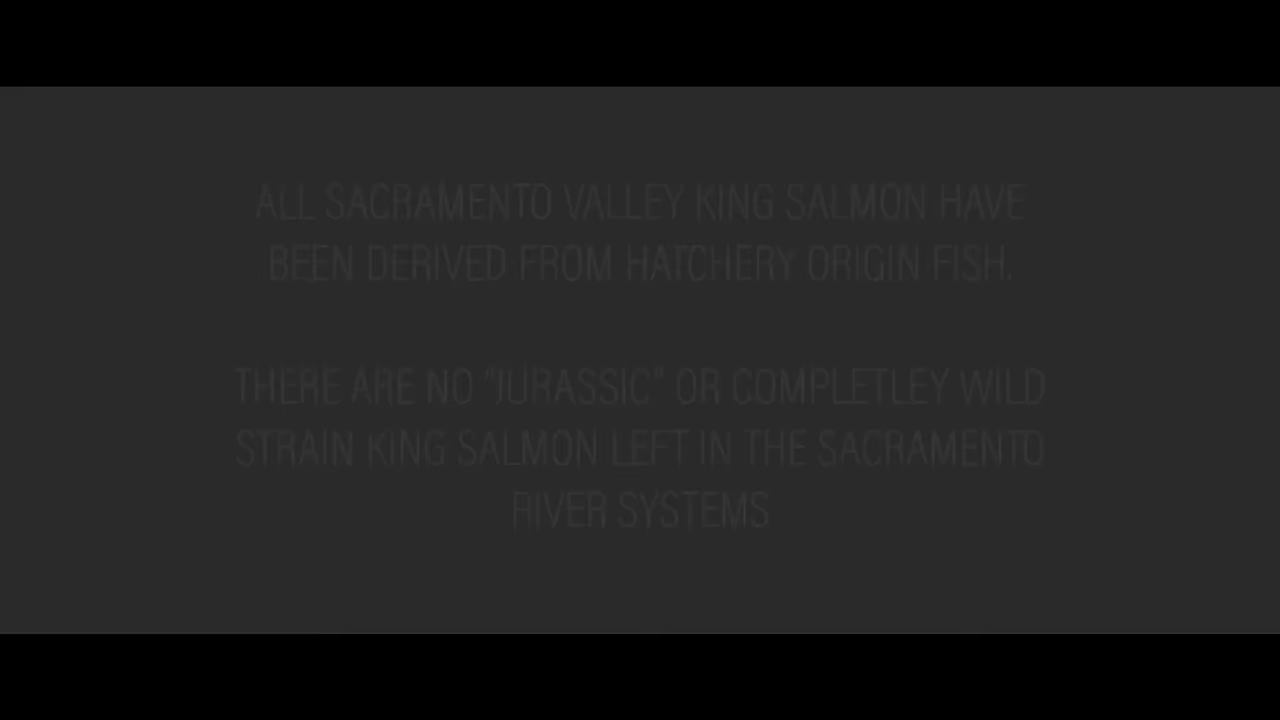 ALL SACRAMENTO VALLEY KING SALMON HAVE
BEEN DERIVED FROM HATCHERY ORIGIN FISH.
THERE ARE NO "JURASSIC" OR COMPLETLEY WILD
STRAIN KING SALMON LEFT IN THE SACRAMENTO
RIVER SYSTEMS